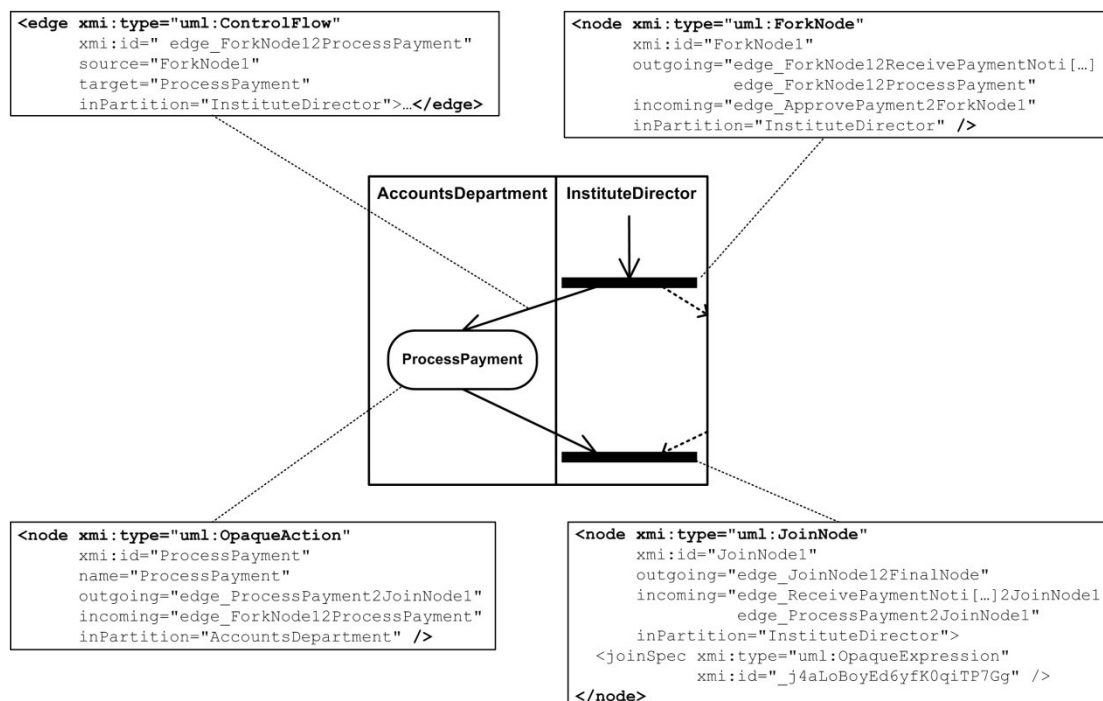 <edge xmi:type="uml:ControlFlow"
xmi:id=" edge_ForkNode12ProcessPayment"
source="ForkNode1"
target="ProcessPayment"
inPartition="InstituteDirector">…</edge>
<node xmi:type="uml:ForkNode"
xmi:id="ForkNode1"
outgoing="edge_ForkNode12ReceivePaymentNoti[…]
edge_ForkNode12ProcessPayment"
incoming="edge_ApprovePayment2ForkNode1"
inPartition="InstituteDirector" />
AccountsDepartment
InstituteDirector
ProcessPayment
<node xmi:type="uml:OpaqueAction"
xmi:id="ProcessPayment"
name="ProcessPayment"
outgoing="edge_ProcessPayment2JoinNode1"
incoming="edge_ForkNode12ProcessPayment"
inPartition="AccountsDepartment" />
<node xmi:type="uml:JoinNode"
xmi:id="JoinNode1"
outgoing="edge_JoinNode12FinalNode"
incoming="edge_ReceivePaymentNoti[…]2JoinNode1
edge_ProcessPayment2JoinNode1"
inPartition="InstituteDirector">
<joinSpec xmi:type="uml:OpaqueExpression"
xmi:id="_j4aLoBoyEd6yfK0qiTP7Gg" />
</node>